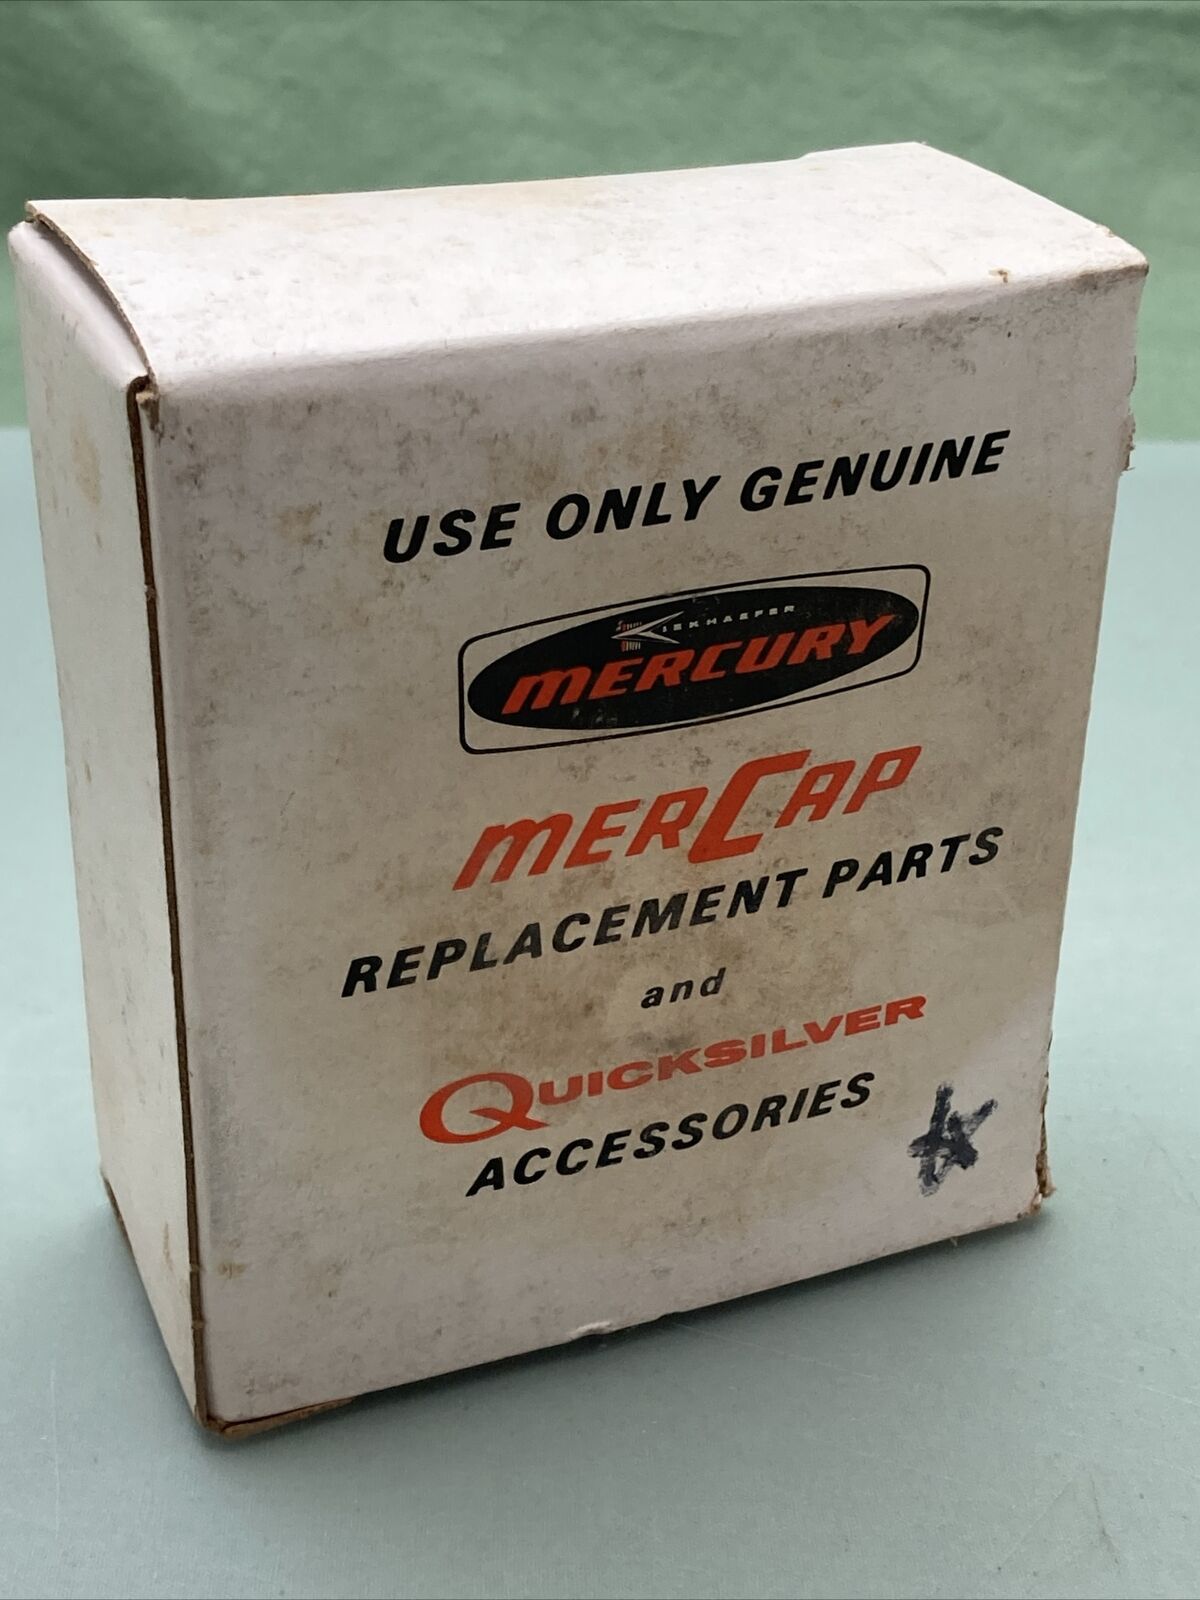 USE ONLY GENUINE
KIEKHAEFER
MERCURY
MERCAP
REPLACEMENT PARTS
and
QUICKSILVER
ACCESSORIES